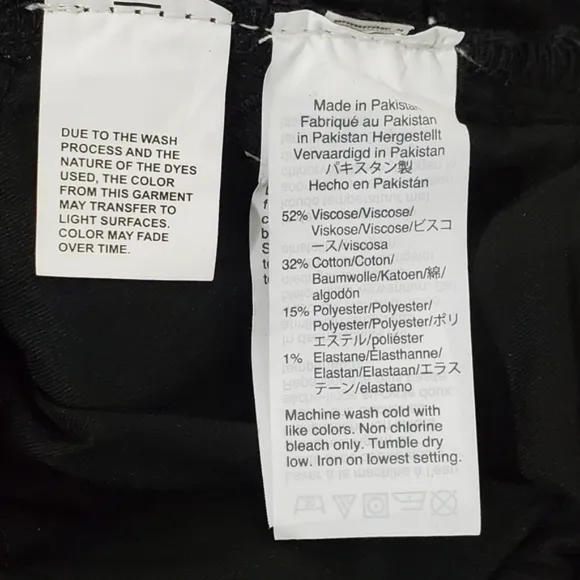 DUE TO THE WASH
PROCESS AND THE
NATURE OF THE DYES
USED, THE COLOR
FROM THIS GARMENT
MAY TRANSFER TO
LIGHT SURFACES.
COLOR MAY FADE
OVER TIME.
Made in Pakistan
Fabriqué au Pakistan
in Pakistan Hergestellt
Vervaardigd in Pakistan
パキスタン製
Hecho en Pakistán
52% Viscose/Viscose/
Viskose/Viscose/ビスコ
ース/viscosa
32% Cotton/Coton/
Baumwolle/Katoen/綿/
algodón
15% Polyester/Polyester/
Polyester/Polyester/ポリ
エステル/poliéster
1% Elastane/Élasthanne/
Elastan/Elastaan/エラス
テーン/elastano
Machine wash cold with
like colors. Non chlorine
bleach only. Tumble dry
low. Iron on lowest setting.